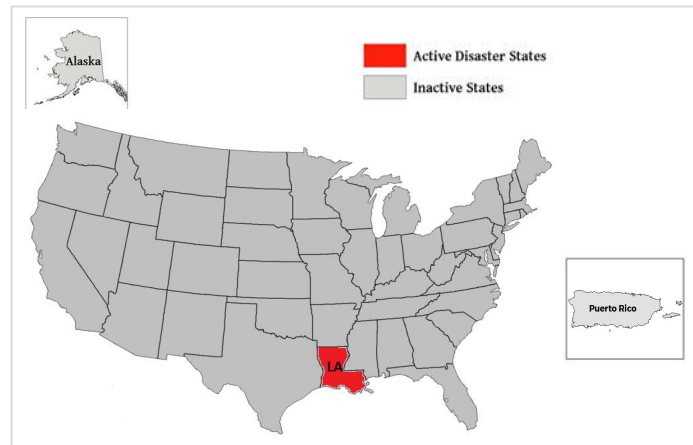 Alaska
Active Disaster States
Inactive States
Puerto Rico
LA